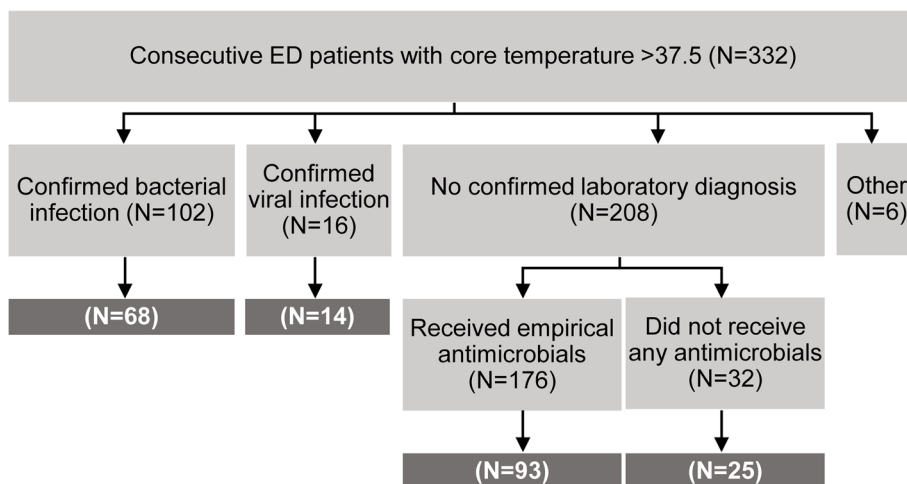 Consecutive ED patients with core temperature >37.5 (N=332)
Confirmed bacterial
infection (N=102)
Confirmed
viral infection
(N=16)
No confirmed laboratory diagnosis
(N=208)
Other
(N=6)
(N=68)
(N=14)
Received empirical
antimicrobials
(N=176)
Did not receive
any antimicrobials
(N=32)
(N=93)
(N=25)